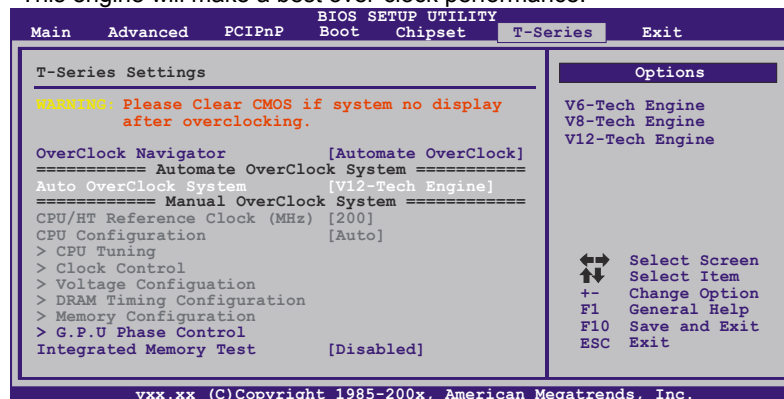 This engine will make a best over-clock performance.
BIOS SETUP UTILITY
Main Advanced PCIPnP Boot Chipset T-Series Exit
T-Series Settings
WARNING: Please Clear CMOS if system no display
after overclocking.
OverClock Navigator [Automate OverClock]
=========== Automate OverClock System ===========
Auto OverClock System [V12-Tech Engine]
============ Manual OverClock System ============
CPU/HT Reference Clock (MHz) [200]
CPU Configuration [Auto]
> CPU Tuning
> Clock Control
> Voltage Configuation
> DRAM Timing Configuration
> Memory Configuration
> G.P.U Phase Control
Integrated Memory Test [Disabled]
Options
V6-Tech Engine
V8-Tech Engine
V12-Tech Engine
Select Screen
Select Item
+- Change Option
F1 General Help
F10 Save and Exit
ESC Exit
vxx.xx (C)Copyright 1985-200x, American Megatrends, Inc.